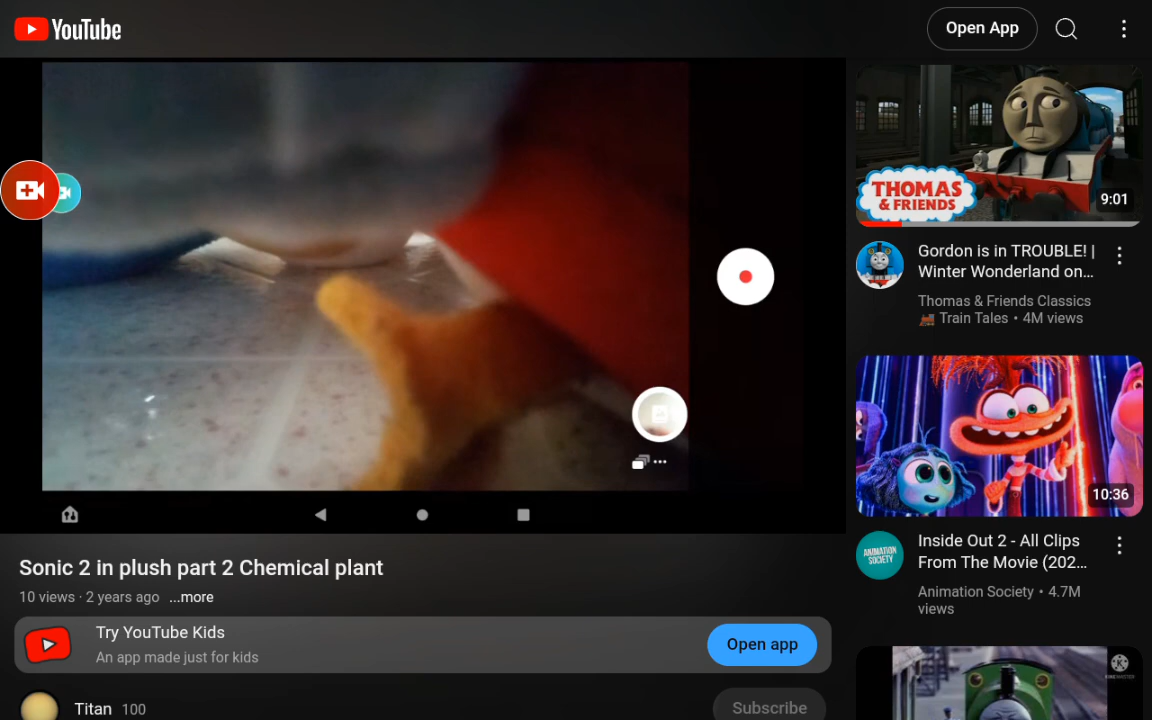 YouTube
Open App
THOMAS
& FRIENDS
9:01
Gordon is in TROUBLE! |
Winter Wonderland on...
Thomas & Friends Classics
🚂 Train Tales • 4M views
10:36
ANIMATION
SOCIETY
Inside Out 2 - All Clips
From The Movie (202...
Animation Society • 4.7M
views
KINEMASTER
Sonic 2 in plush part 2 Chemical plant
10 views · 2 years ago ...more
Try YouTube Kids
An app made just for kids
Open app
Titan 100
Subscribe